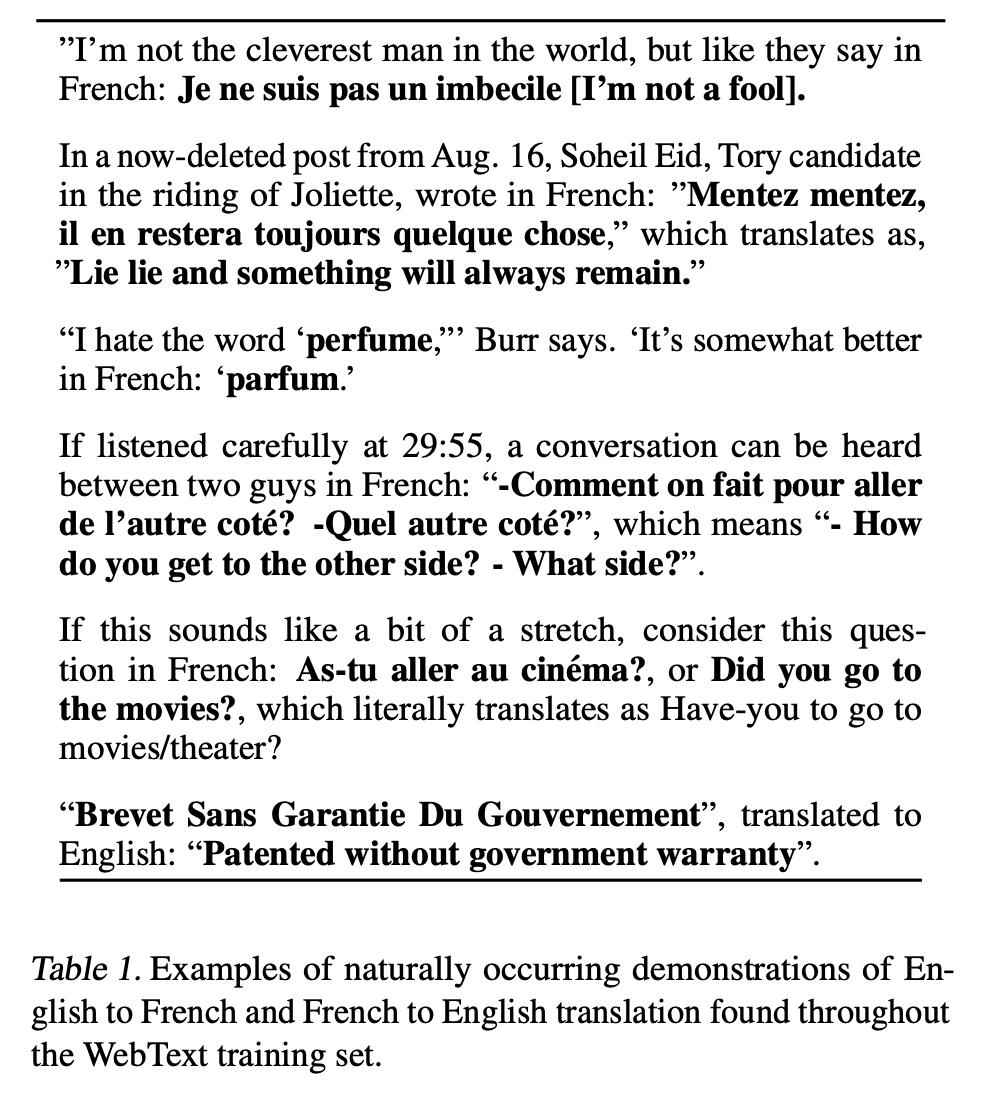 ”I’m not the cleverest man in the world, but like they say in
French: Je ne suis pas un imbecile [I’m not a fool].
In a now-deleted post from Aug. 16, Soheil Eid, Tory candidate
in the riding of Joliette, wrote in French: ”Mentez mentez,
il en restera toujours quelque chose,” which translates as,
”Lie lie and something will always remain.”
“I hate the word ‘perfume,”’ Burr says. ‘It’s somewhat better
in French: ‘parfum.’
If listened carefully at 29:55, a conversation can be heard
between two guys in French: “-Comment on fait pour aller
de l’autre coté? -Quel autre coté?”, which means “- How
do you get to the other side? - What side?”.
If this sounds like a bit of a stretch, consider this ques-
tion in French: As-tu aller au cinéma?, or Did you go to
the movies?, which literally translates as Have-you to go to
movies/theater?
“Brevet Sans Garantie Du Gouvernement”, translated to
English: “Patented without government warranty”.
Table 1. Examples of naturally occurring demonstrations of En-
glish to French and French to English translation found throughout
the WebText training set.